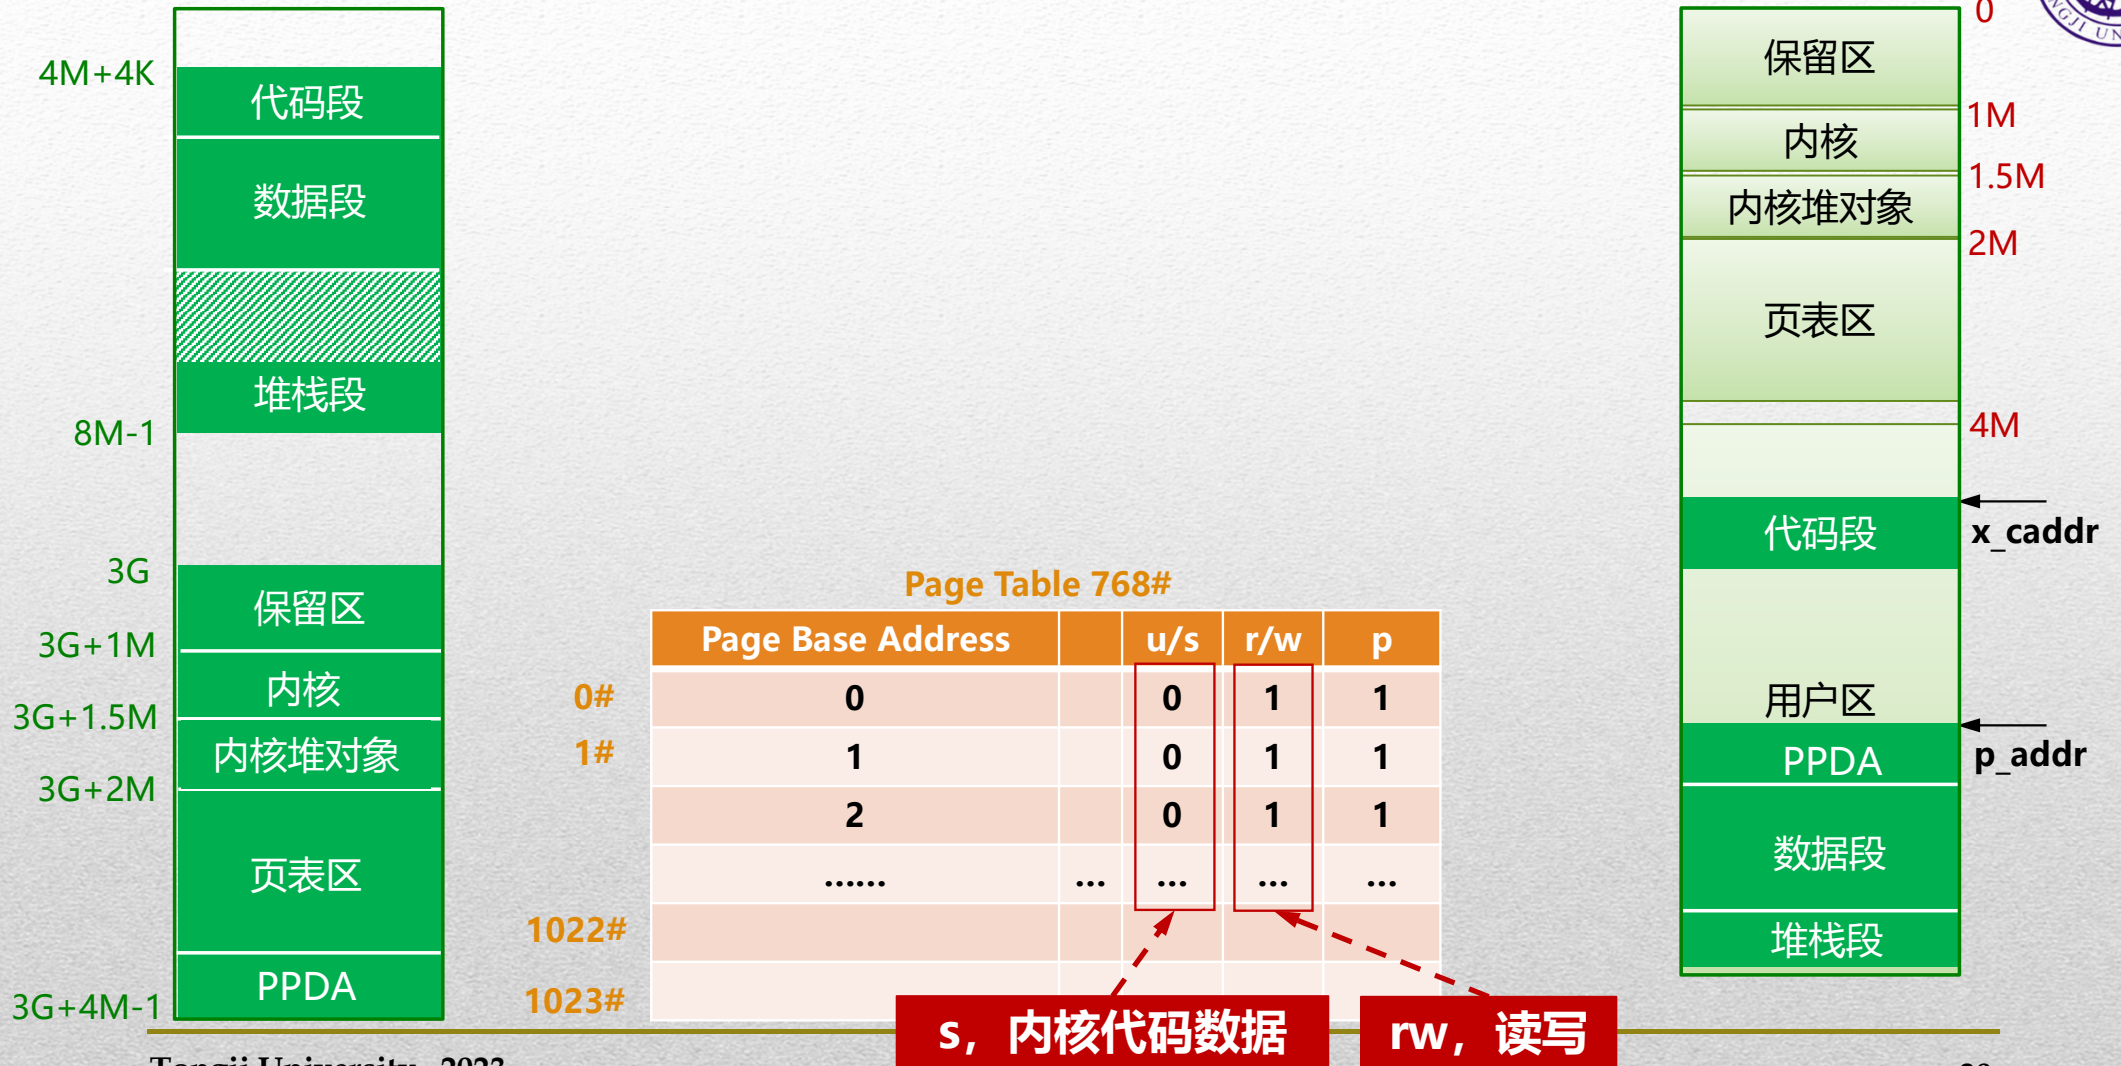 4M+4K
代码段
数据段
堆栈段
8M-1
3G
保留区
3G+1M
内核
3G+1.5M
内核堆对象
3G+2M
页表区
PPDA
3G+4M-1
Page Table 768#
Page Base Address u/s r/w p
0# 0 0 1 1
1# 1 0 1 1
2 0 1 1
...... ... ... ... ...
1022#
1023#
s，内核代码数据
rw，读写
0
保留区
1M
内核
1.5M
内核堆对象
2M
页表区
4M
代码段
x_caddr
用户区
p_addr
PPDA
数据段
堆栈段
Tongji University, 2023